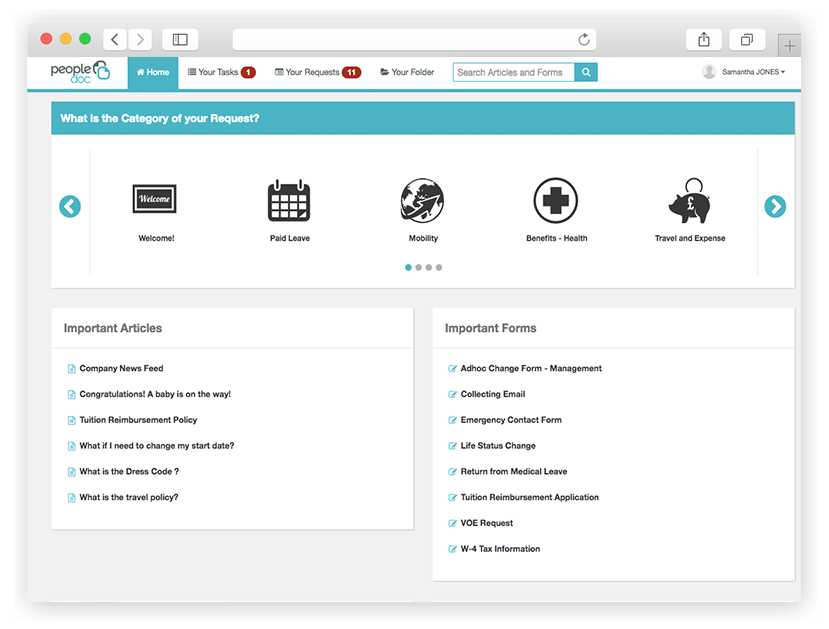 people doc
Home
Your Tasks 1
Your Requests 11
Your Folder
Search Articles and Forms
Samantha JONES
What is the Category of your Request?
Welcome
£
Welcome!
Paid Leave
Mobility
Benefits - Health
Travel and Expense
Important Articles
Company News Feed
Congratulations! A baby is on the way!
Tuition Reimbursement Policy
What if I need to change my start date?
What is the Dress Code ?
What is the travel policy?
Important Forms
Adhoc Change Form - Management
Collecting Email
Emergency Contact Form
Life Status Change
Return from Medical Leave
Tuition Reimbursement Application
VOE Request
W-4 Tax Information